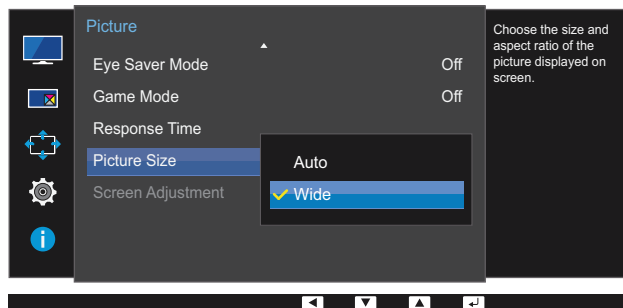 Picture
Eye Saver Mode Off
Game Mode Off
Response Time
Picture Size
Auto
Wide
Screen Adjustment
Choose the size and
aspect ratio of the
picture displayed on
screen.